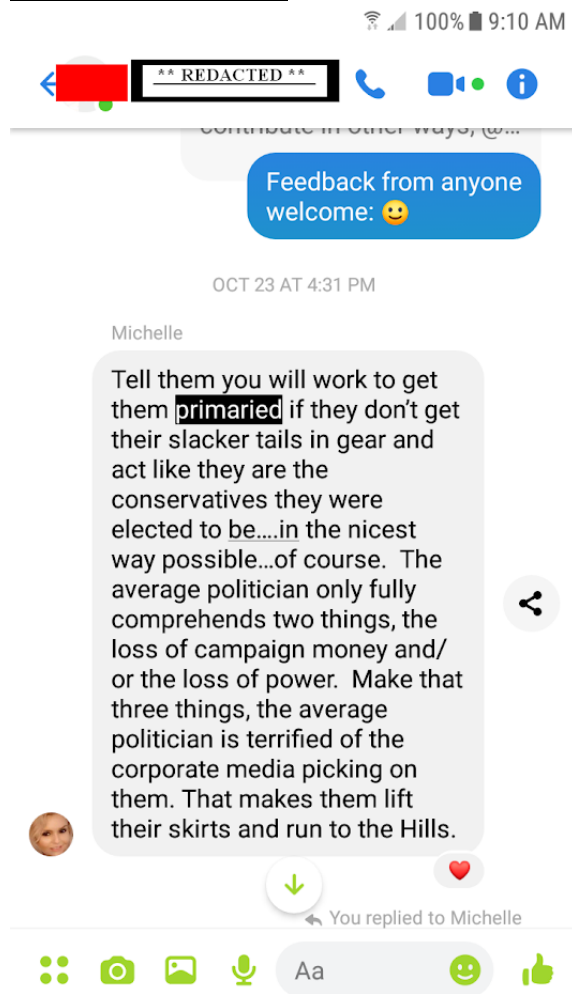 100% 9:10 AM
** REDACTED **
contribute in other ways, @...
Feedback from anyone
welcome: 🙂
OCT 23 AT 4:31 PM
Michelle
Tell them you will work to get
them primaried if they don’t get
their slacker tails in gear and
act like they are the
conservatives they were
elected to be....in the nicest
way possible...of course.  The
average politician only fully
comprehends two things, the
loss of campaign money and/
or the loss of power.  Make that
three things, the average
politician is terrified of the
corporate media picking on
them. That makes them lift
their skirts and run to the Hills.
You replied to Michelle
Aa